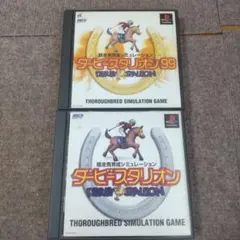 競走馬育成シミュレーション
ダービースタリオン99
DERBY STALLION
THOROUGHBRED SIMULATION GAME
競走馬育成シミュレーション
ダービースタリオン
DERBY STALLION
THOROUGHBRED SIMULATION GAME